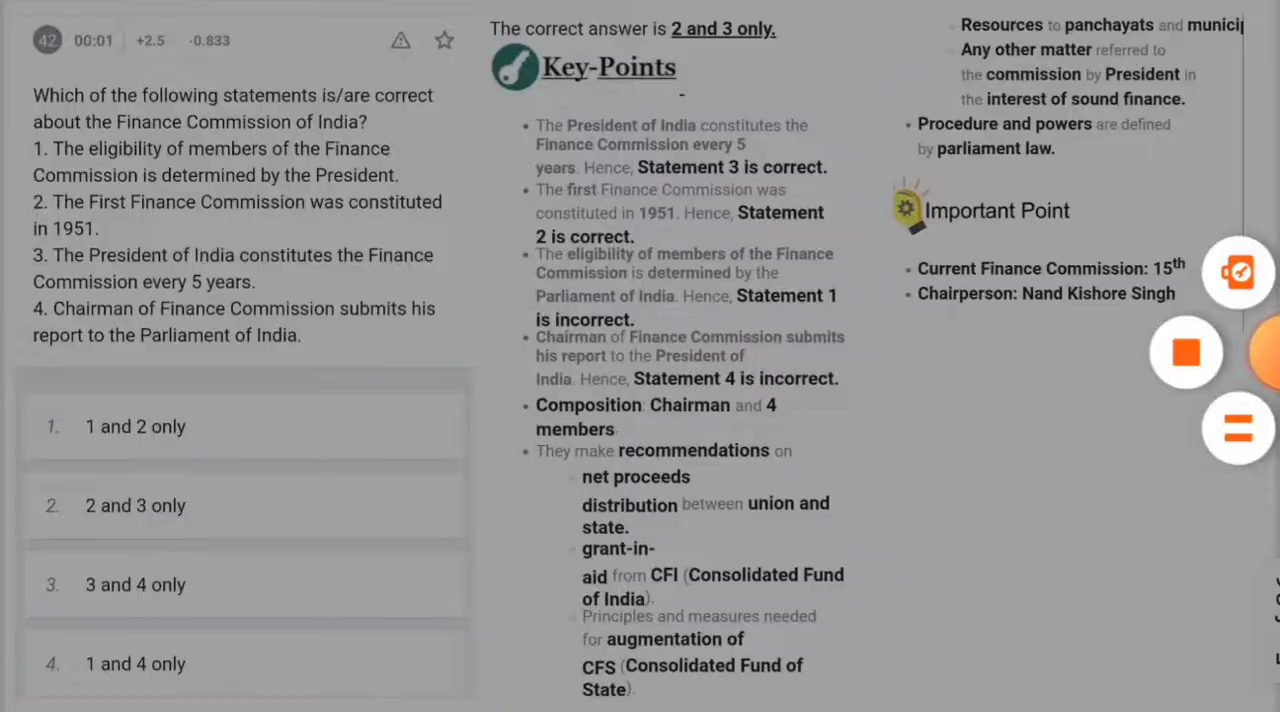 42 00:01 +2.5 -0.833
Which of the following statements is/are correct
about the Finance Commission of India?
1. The eligibility of members of the Finance
Commission is determined by the President.
2. The First Finance Commission was constituted
in 1951.
3. The President of India constitutes the Finance
Commission every 5 years.
4. Chairman of Finance Commission submits his
report to the Parliament of India.
1. 1 and 2 only
2. 2 and 3 only
3. 3 and 4 only
4. 1 and 4 only
The correct answer is 2 and 3 only.
Key-Points
• The President of India constitutes the
Finance Commission every 5
years. Hence, Statement 3 is correct.
• The first Finance Commission was
constituted in 1951. Hence, Statement
2 is correct.
• The eligibility of members of the Finance
Commission is determined by the
Parliament of India. Hence, Statement 1
is incorrect.
• Chairman of Finance Commission submits
his report to the President of
India. Hence, Statement 4 is incorrect.
• Composition: Chairman and 4
members.
• They make recommendations on
net proceeds
distribution between union and
state.
grant-in-
aid from CFI (Consolidated Fund
of India).
Principles and measures needed
for augmentation of
CFS (Consolidated Fund of
State).
Resources to panchayats and
Any other matter referred to
the commission by President in
the interest of sound finance.
• Procedure and powers are defined
by parliament law.
Important Point
• Current Finance Commission: 15th
• Chairperson: Nand Kishore Singh